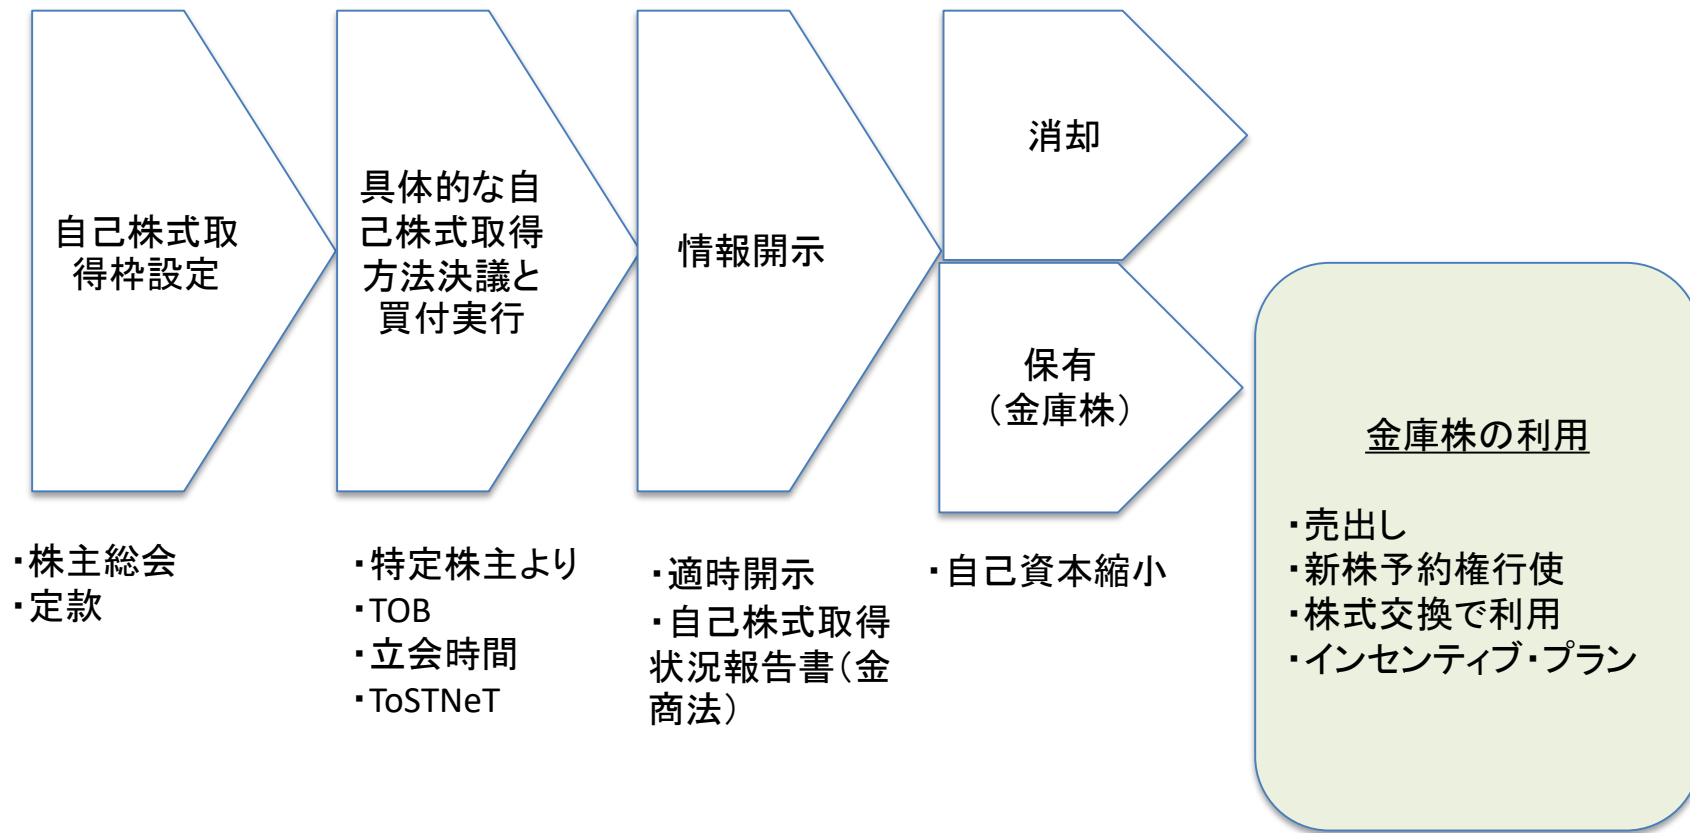 自己株式取
得枠設定
具体的な自
己株式取得
方法決議と
買付実行
情報開示
消却
保有
（金庫株）
・株主総会
・定款
・特定株主より
・TOB
・立会時間
・ToSTNeT
・適時開示
・自己株式取得
状況報告書（金
商法）
・自己資本縮小
金庫株の利用
・売出し
・新株予約権行使
・株式交換で利用
・インセンティブ・プラン